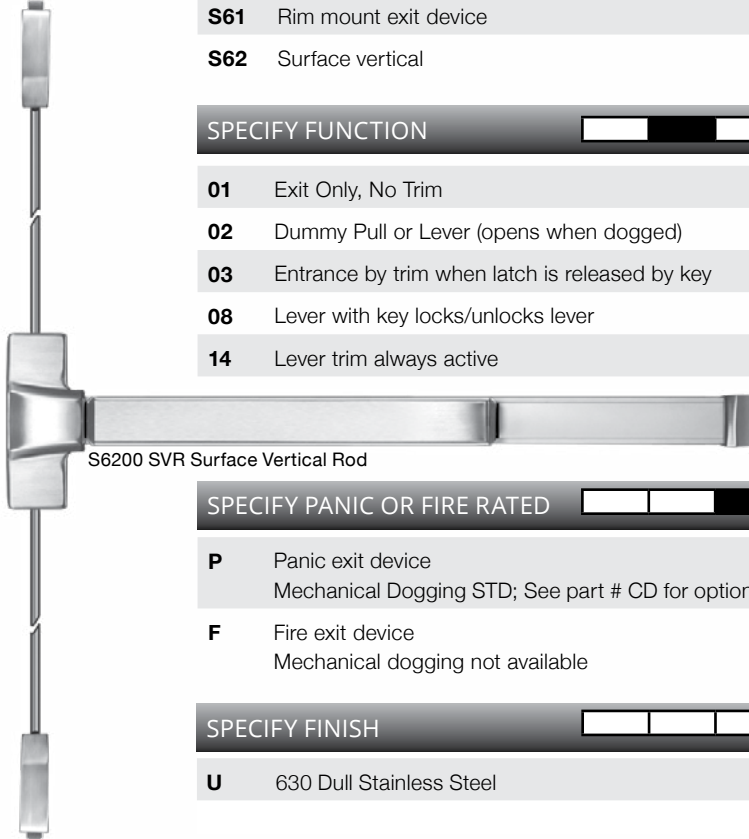 S61 Rim mount exit device
S62 Surface vertical
SPECIFY FUNCTION
01 Exit Only, No Trim
02 Dummy Pull or Lever (opens when dogged)
03 Entrance by trim when latch is released by key
08 Lever with key locks/unlocks lever
14 Lever trim always active
S6200 SVR Surface Vertical Rod
SPECIFY PANIC OR FIRE RATED
P Panic exit device
Mechanical Dogging STD; See part # CD for option
F Fire exit device
Mechanical dogging not available
SPECIFY FINISH
U 630 Dull Stainless Steel